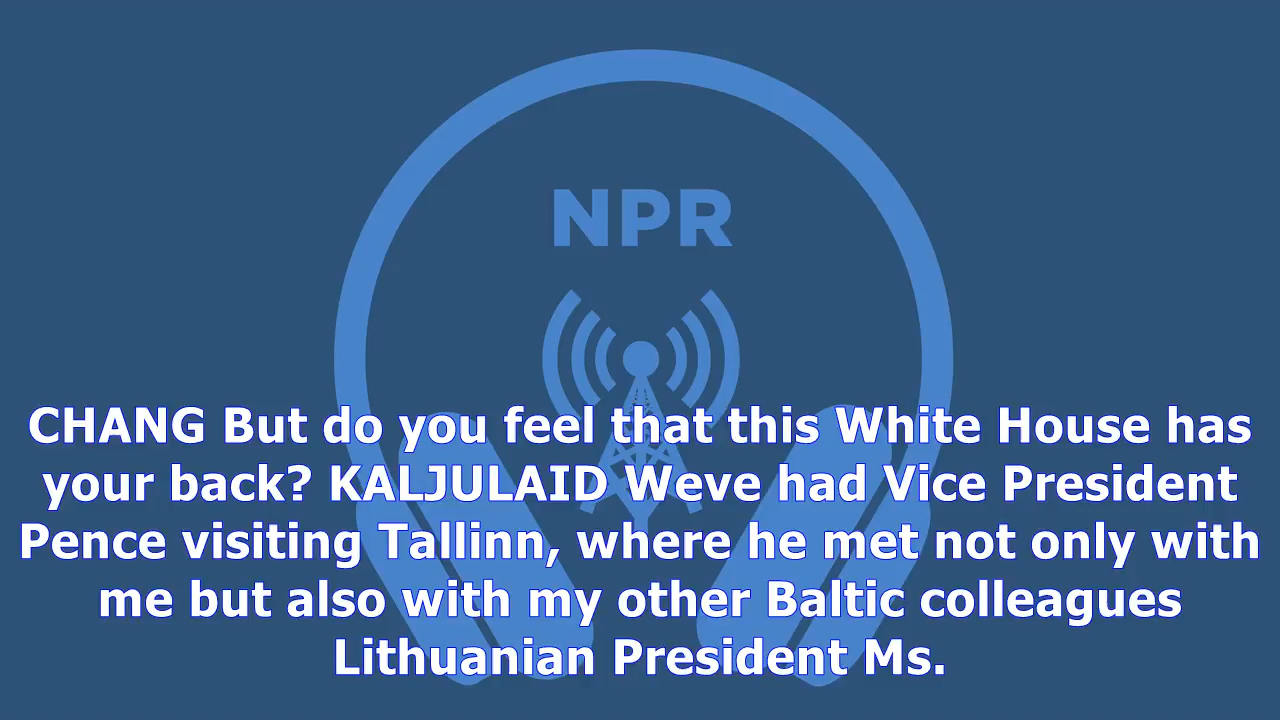 NPR
CHANG But do you feel that this White House has
your back? KALJULAID Weve had Vice President
Pence visiting Tallinn, where he met not only with
me but also with my other Baltic colleagues
Lithuanian President Ms.